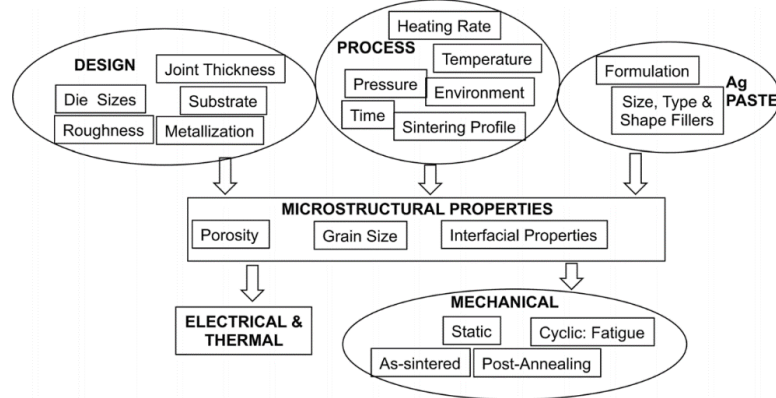 DESIGN
Joint Thickness
Die Sizes
Substrate
Roughness
Metallization
Heating Rate
PROCESS
Temperature
Pressure
Environment
Time
Sintering Profile
Formulation
Ag
PASTE
Size, Type &
Shape Fillers
MICROSTRUCTURAL PROPERTIES
Porosity
Grain Size
Interfacial Properties
ELECTRICAL &
THERMAL
MECHANICAL
Static
Cyclic: Fatigue
As-sintered
Post-Annealing